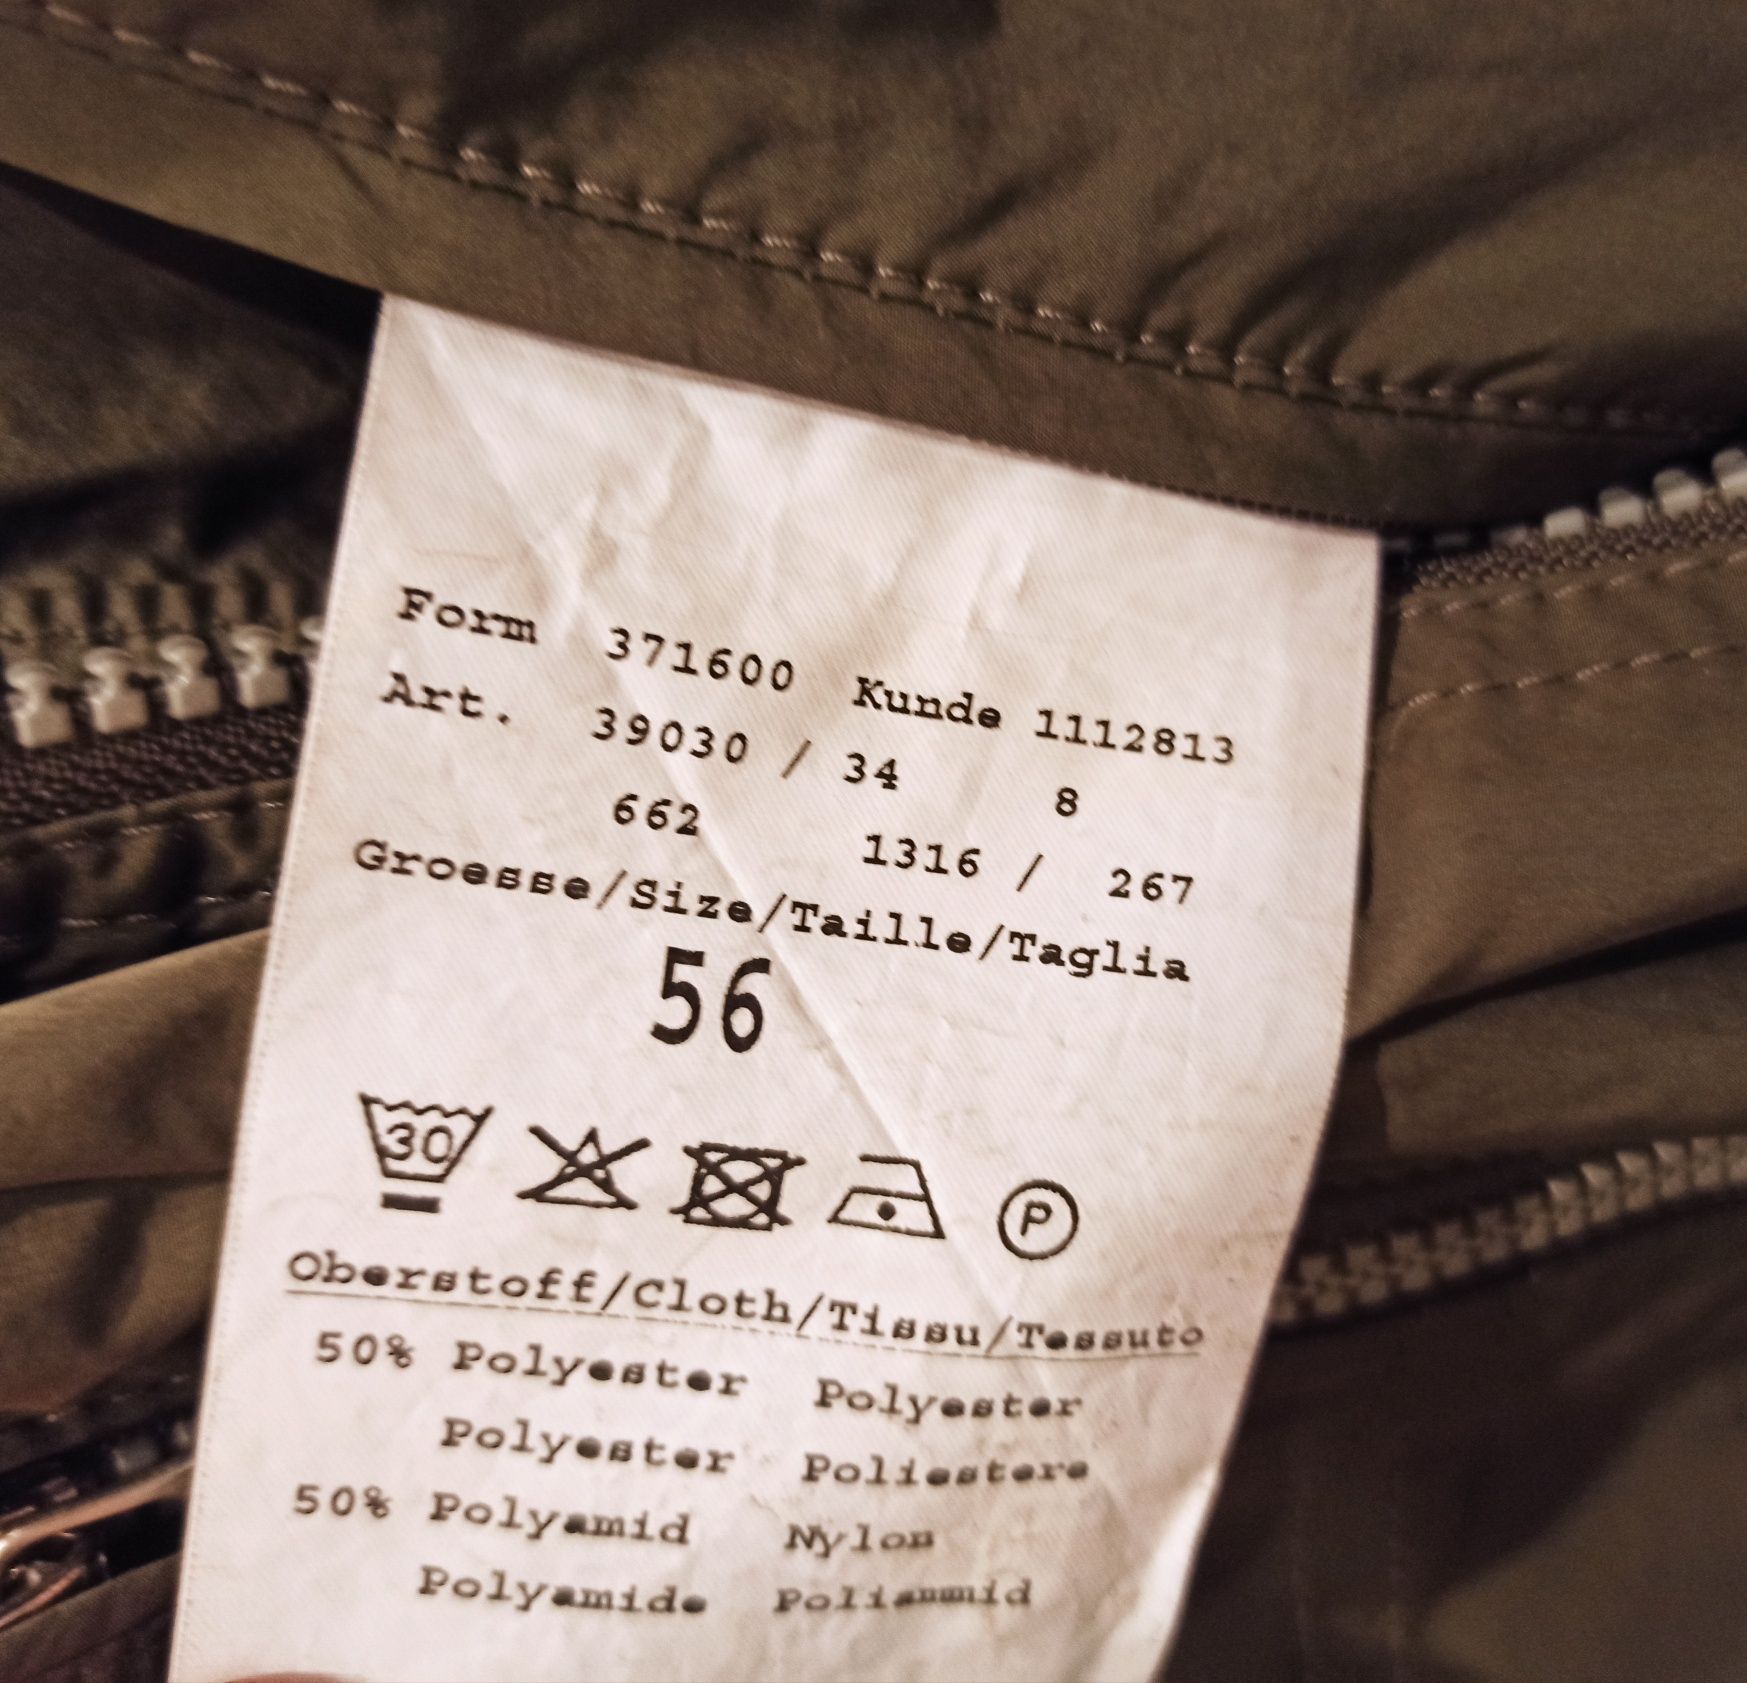 Form 371600 Kunde 1112813
Art. 39030 / 34 8
662 1316 / 267
Groesse/Size/Taille/Taglia
56
30
P
Oberstoff/Cloth/Tissu/Tessuto
50% Polyester Polyester
Polyester Poliestere
50% Polyamid Nylon
Polyamide Poliammid